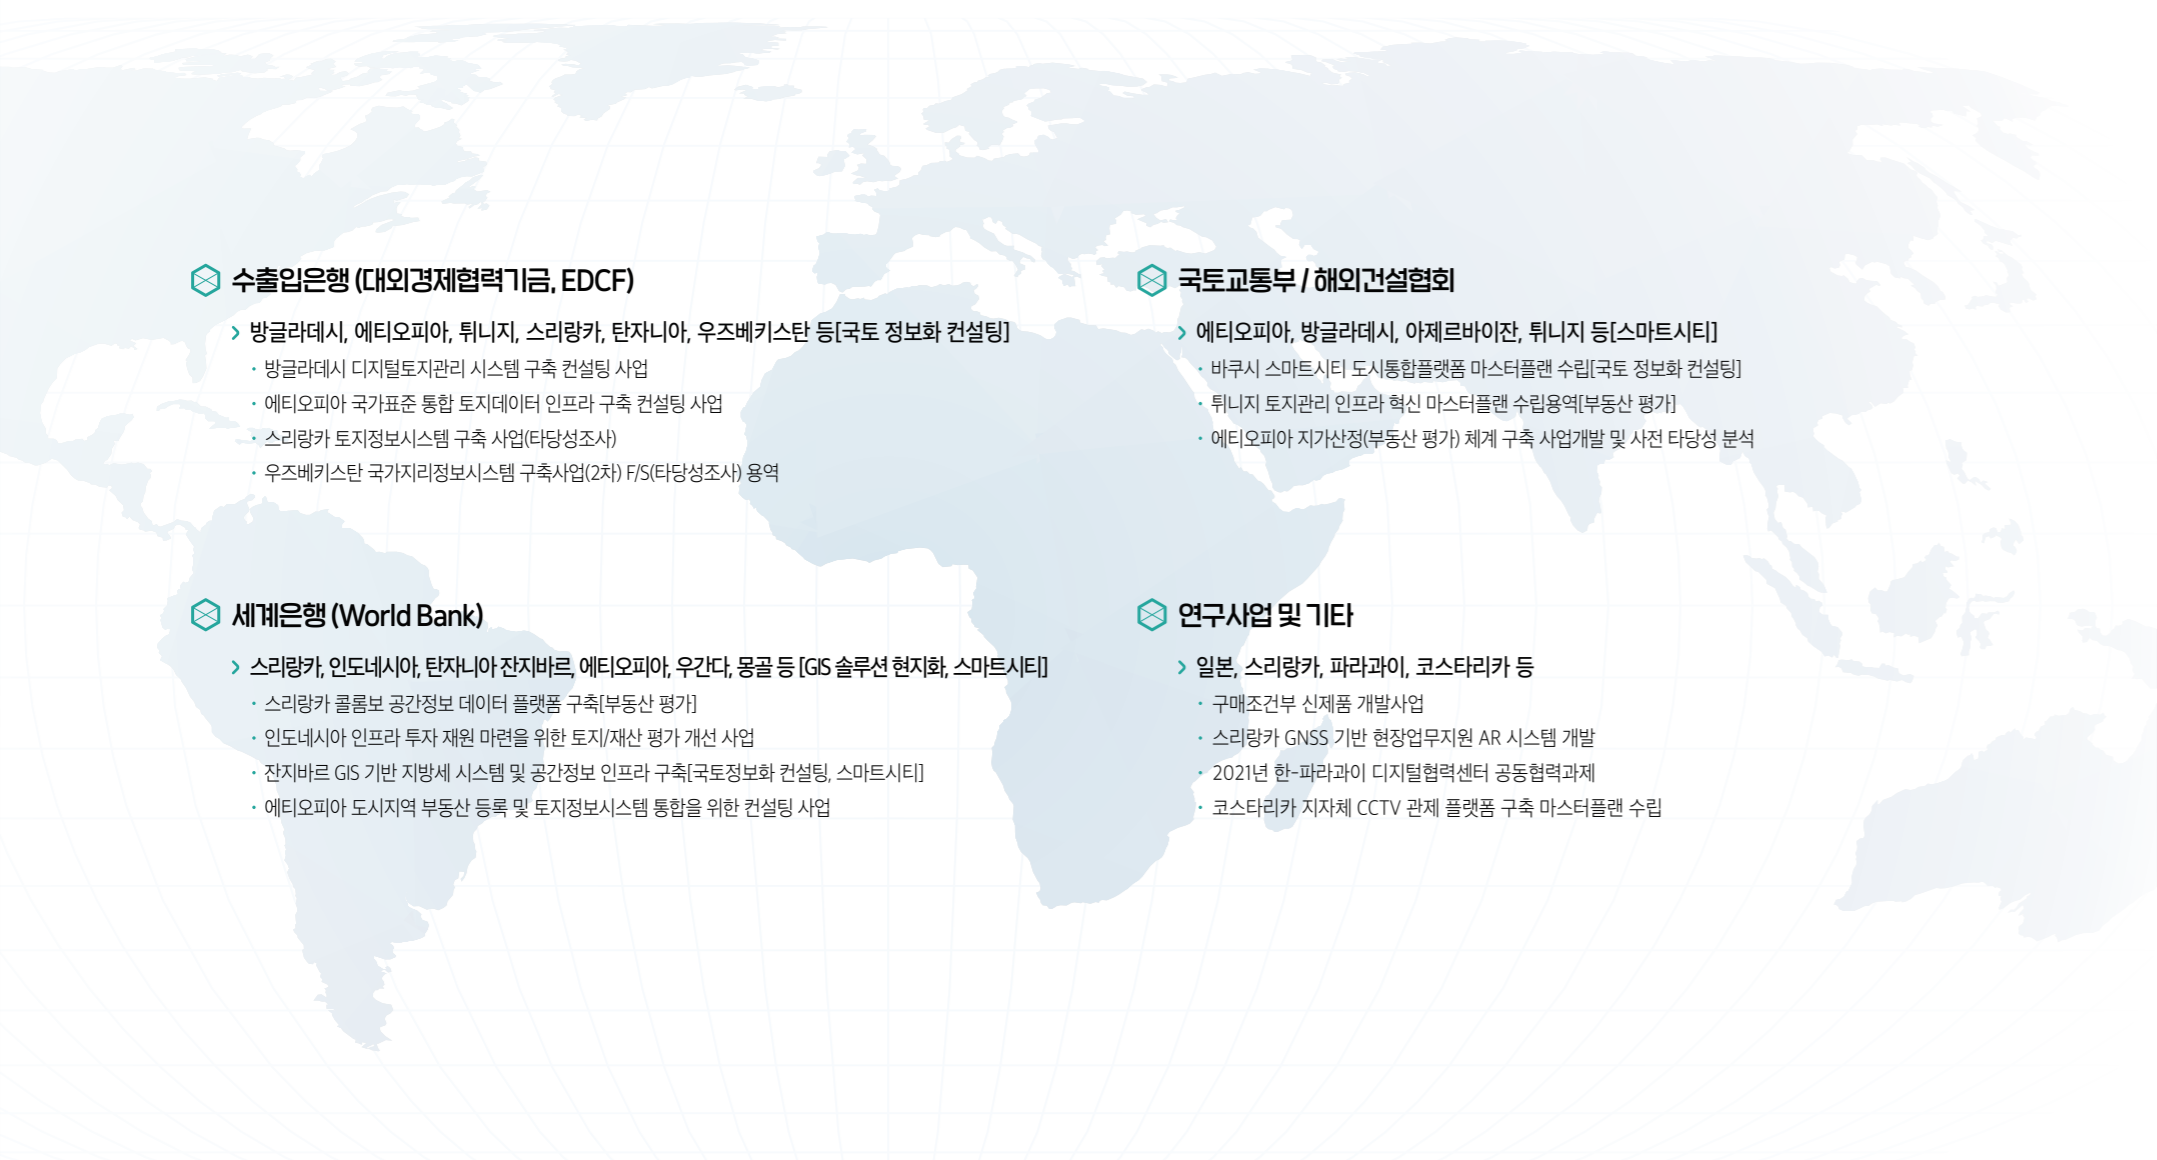 수출입은행 (대외경제협력기금, EDCF)
방글라데시, 에티오피아, 튀니지, 스리랑카, 탄자니아, 우즈베키스탄 등[국토 정보화 컨설팅]
· 방글라데시 디지털토지관리 시스템 구축 컨설팅 사업
· 에티오피아 국가표준 통합 토지데이터 인프라 구축 컨설팅 사업
· 스리랑카 토지정보시스템 구축 사업(타당성조사)
· 우즈베키스탄 국가지리정보시스템 구축사업(2차) F/S(타당성조사) 용역
국토교통부 / 해외건설협회
에티오피아, 방글라데시, 아제르바이잔, 튀니지 등[스마트시티]
· 바쿠시 스마트시티 도시통합플랫폼 마스터플랜 수립[국토 정보화 컨설팅]
· 튀니지 토지관리 인프라 혁신 마스터플랜 수립용역[부동산 평가]
· 에티오피아 지가산정(부동산 평가) 체계 구축 사업개발 및 사전 타당성 분석
세계은행 (World Bank)
스리랑카, 인도네시아, 탄자니아 잔지바르, 에티오피아, 우간다, 몽골 등 [GIS 솔루션 현지화, 스마트시티]
· 스리랑카 콜롬보 공간정보 데이터 플랫폼 구축[부동산 평가]
· 인도네시아 인프라 투자 재원 마련을 위한 토지/재산 평가 개선 사업
· 잔지바르 GIS 기반 지방세 시스템 및 공간정보 인프라 구축[국토정보화 컨설팅, 스마트시티]
· 에티오피아 도시지역 부동산 등록 및 토지정보시스템 통합을 위한 컨설팅 사업
연구사업 및 기타
일본, 스리랑카, 파라과이, 코스타리카 등
· 구매조건부 신제품 개발사업
· 스리랑카 GNSS 기반 현장업무지원 AR 시스템 개발
· 2021년 한-파라과이 디지털협력센터 공동협력과제
· 코스타리카 지자체 CCTV 관제 플랫폼 구축 마스터플랜 수립